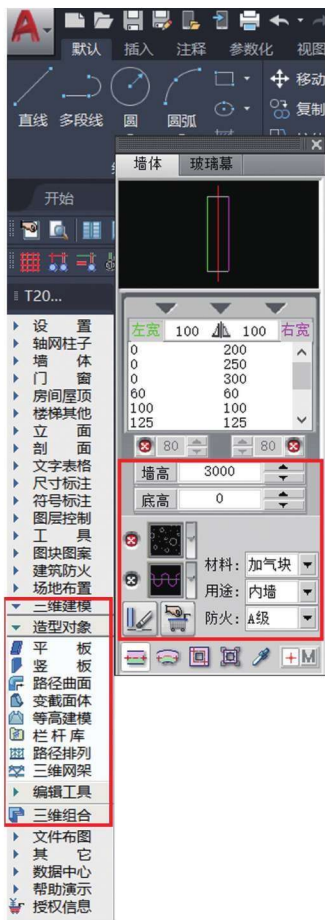 默认 插入 注释 参数化 视图
移动
直线 多段线 圆 圆弧 复制
墙体 玻璃幕
开始
T20...
设 置
轴网柱子
墙 体
门 窗
房间屋顶
楼梯其他
立 面
剖 面
文字表格
尺寸标注
符号标注
图层控制
工 具
图块图案
建筑防火
场地布置
三维建模
造型对象
平 板
竖 板
路径曲面
变截面体
等高建模
栏杆库
路径排列
三维网架
编辑工具
三维组合
文件布图
其 它
数据中心
帮助演示
授权信息
左宽 100 100 右宽
0 200
0 250
0 300
60 60
100 100
125 125
80 80
墙高 3000
底高 0
材料: 加气块
用途: 内墙
防火: A级
M